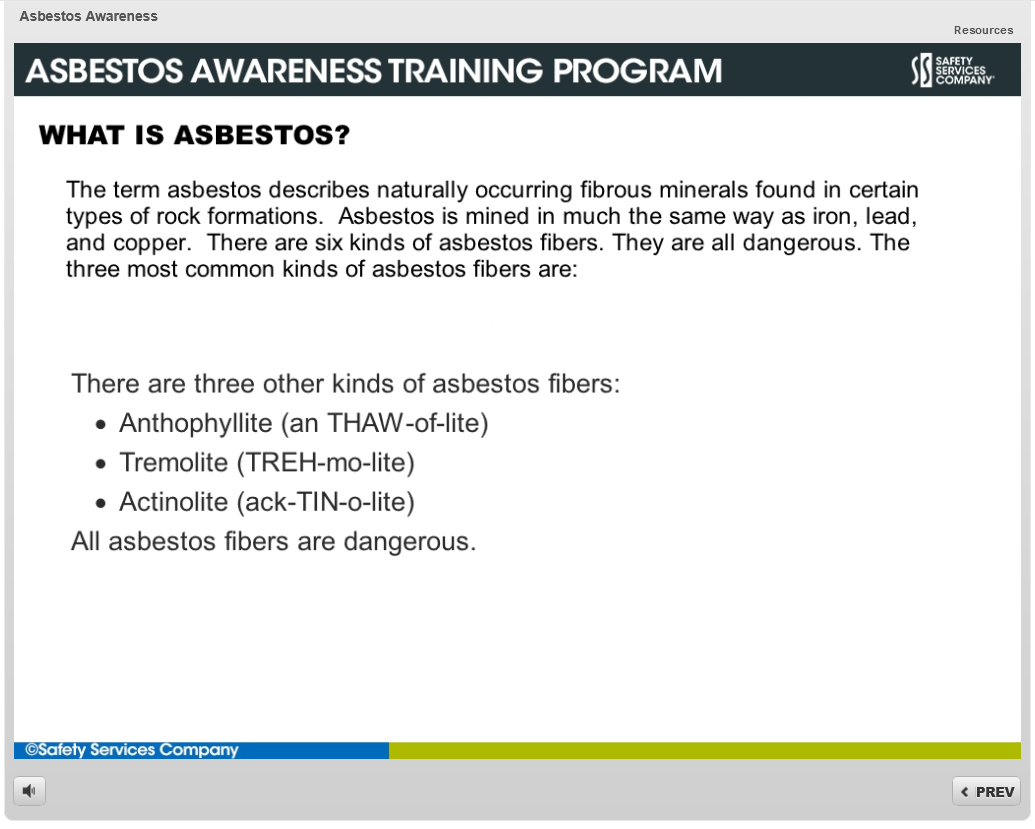 Asbestos Awareness
Resources
ASBESTOS AWARENESS TRAINING PROGRAM
SAFETY
SERVICES
COMPANY
WHAT IS ASBESTOS?
The term asbestos describes naturally occurring fibrous minerals found in certain
types of rock formations.  Asbestos is mined in much the same way as iron, lead,
and copper.  There are six kinds of asbestos fibers. They are all dangerous. The
three most common kinds of asbestos fibers are:
There are three other kinds of asbestos fibers:
• Anthophyllite (an THAW-of-lite)
• Tremolite (TREH-mo-lite)
• Actinolite (ack-TIN-o-lite)
All asbestos fibers are dangerous.
©Safety Services Company
PREV